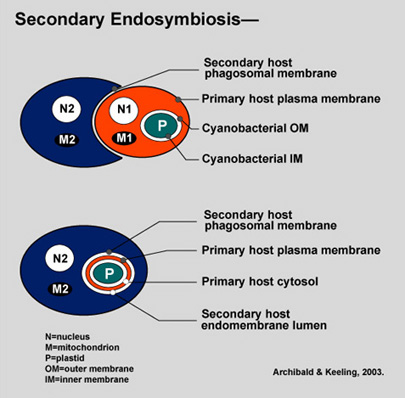 Secondary Endosymbiosis—
Secondary host
phagosomal membrane
N2
N1
Primary host plasma membrane
P
Cyanobacterial OM
M2
M1
Cyanobacterial IM
Secondary host
phagosomal membrane
Primary host plasma membrane
N2
P
Primary host cytosol
M2
Secondary host
endomembrane lumen
N=nucleus
M=mitochondrion
P=plastid
OM=outer membrane
IM=inner membrane
Archibald & Keeling, 2003.